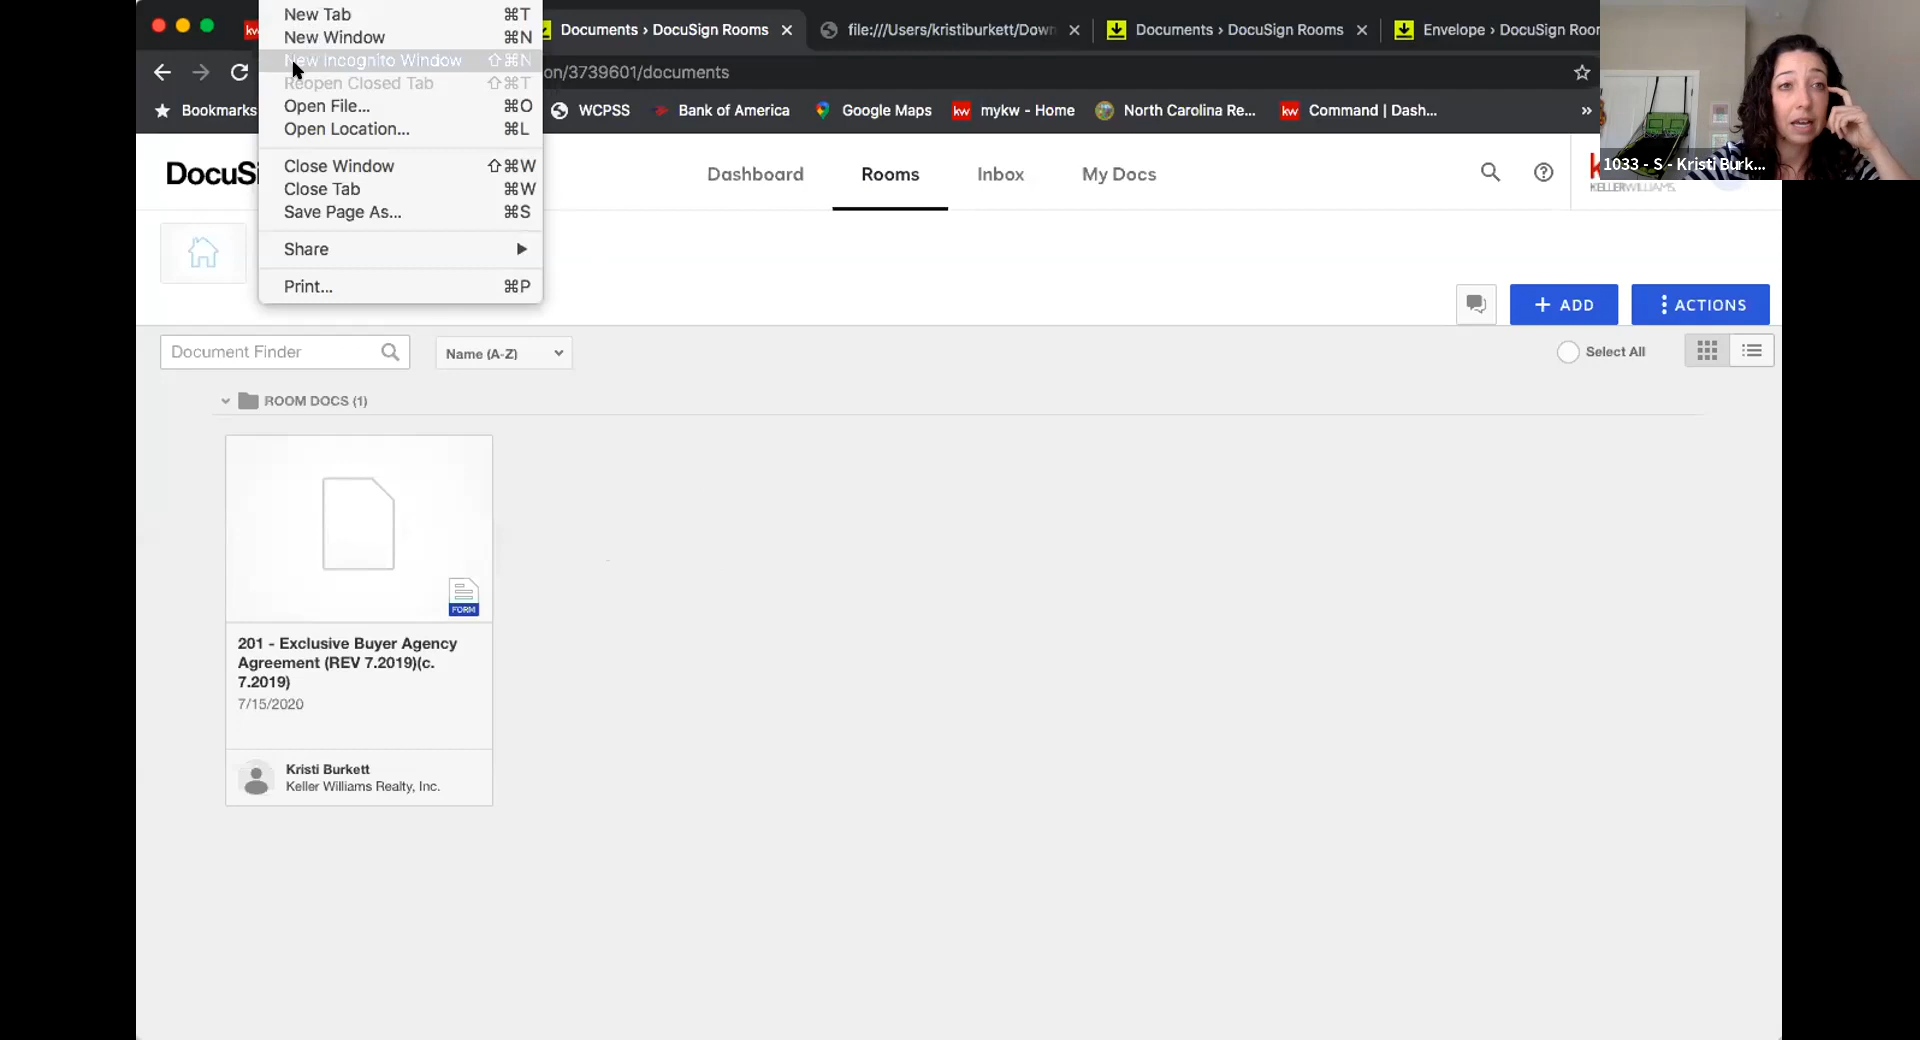 New Tab ⌘T
New Window ⌘N
New Incognito Window ⇧⌘N
Reopen Closed Tab ⇧⌘T
Open File... ⌘O
Open Location... ⌘L
Close Window ⇧⌘W
Close Tab ⌘W
Save Page As... ⌘S
Share ▶
Print... ⌘P
kw
Documents › DocuSign Rooms
file:///Users/kristiburkett/Down
Documents › DocuSign Rooms
Envelope › DocuSign Roor
on/3739601/documents
Bookmarks
WCPSS
Bank of America
Google Maps
kw mykw - Home
North Carolina Re...
kw Command | Dash...
»
1033 - S - Kristi Burk...
KELLERWILLIAMS.
DocuSi
Dashboard
Rooms
Inbox
My Docs
+ ADD
ACTIONS
Document Finder
Name (A-Z)
Select All
ROOM DOCS (1)
FORM
201 - Exclusive Buyer Agency
Agreement (REV 7.2019)(c.
7.2019)
7/15/2020
Kristi Burkett
Keller Williams Realty, Inc.